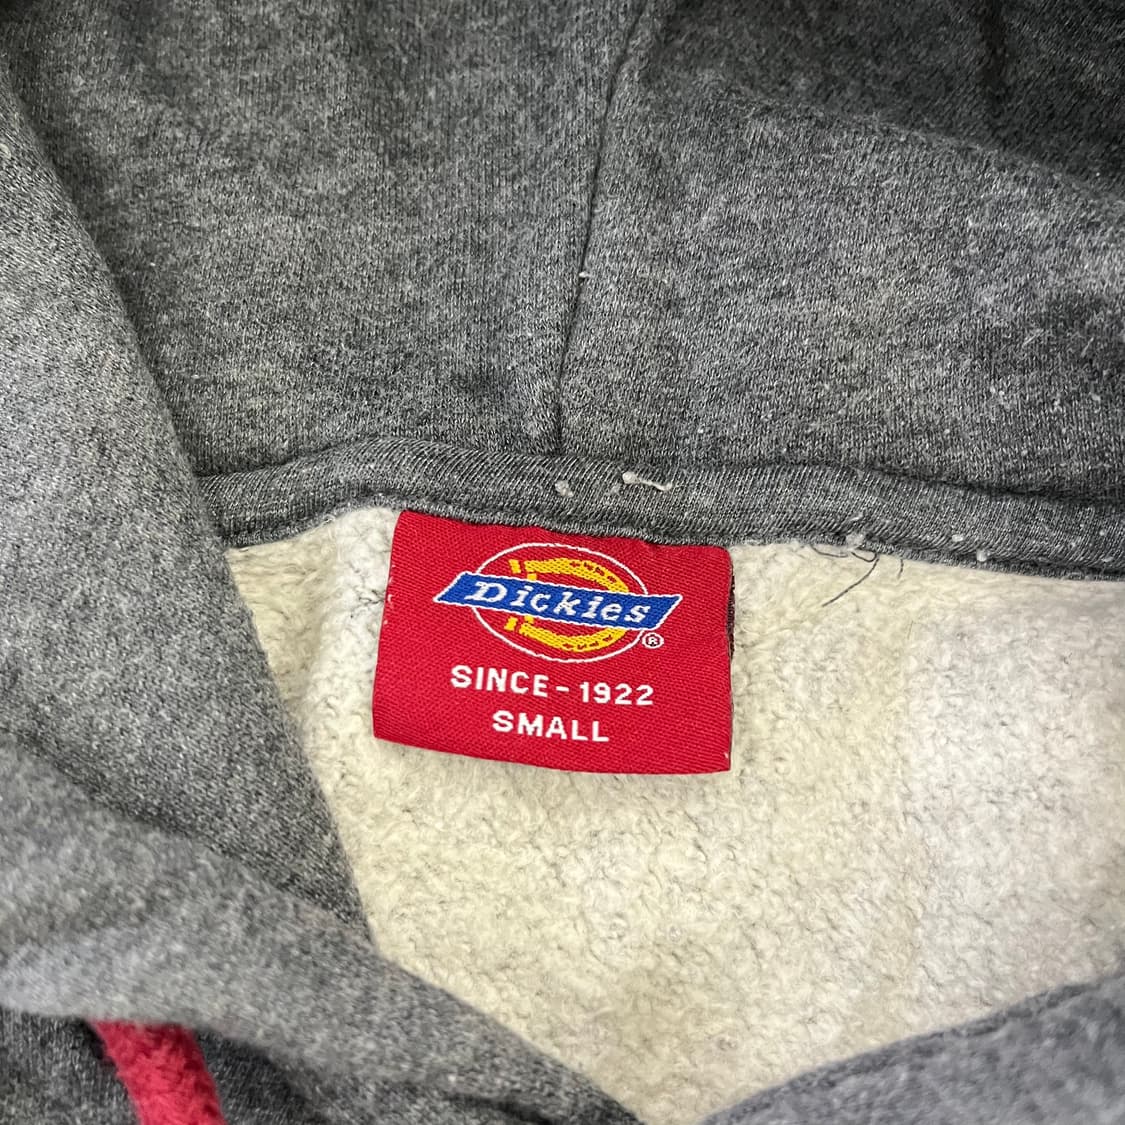 Dickies
®
SINCE - 1922
SMALL